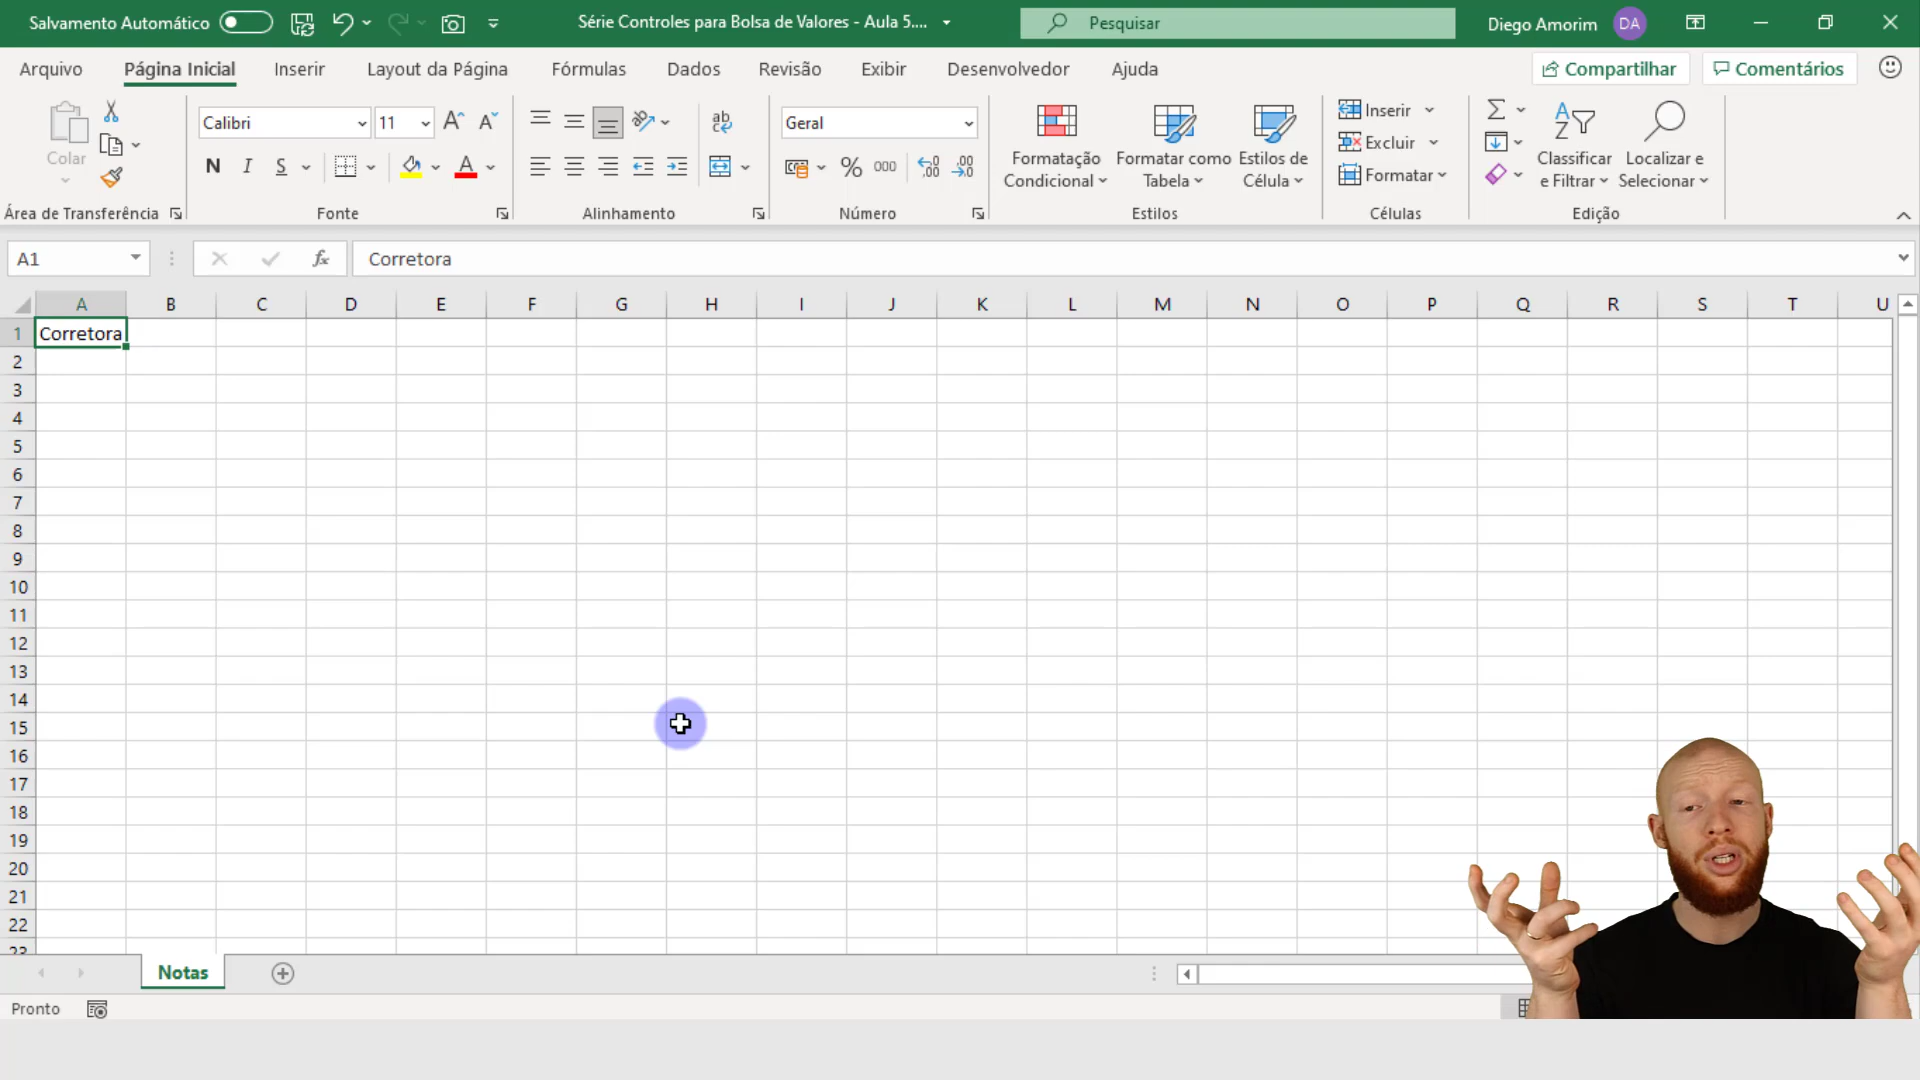 Salvamento Automático
Série Controles para Bolsa de Valores - Aula 5....
Pesquisar
Diego Amorim
DA
Arquivo
Página Inicial
Inserir
Layout da Página
Fórmulas
Dados
Revisão
Exibir
Desenvolvedor
Ajuda
Compartilhar
Comentários
Colar
Área de Transferência
Calibri
11
N I S
Fonte
ab
Alinhamento
Geral
% 000
Número
Formatação Condicional
Formatar como Tabela
Estilos de Célula
Estilos
Inserir
Excluir
Formatar
Células
Classificar e Filtrar
Localizar e Selecionar
Edição
A1
fx
Corretora
A B C D E F G H I J K L M N O P Q R S T U
1 Corretora
2
3
4
5
6
7
8
9
10
11
12
13
14
15
16
17
18
19
20
21
22
23
Notas
Pronto